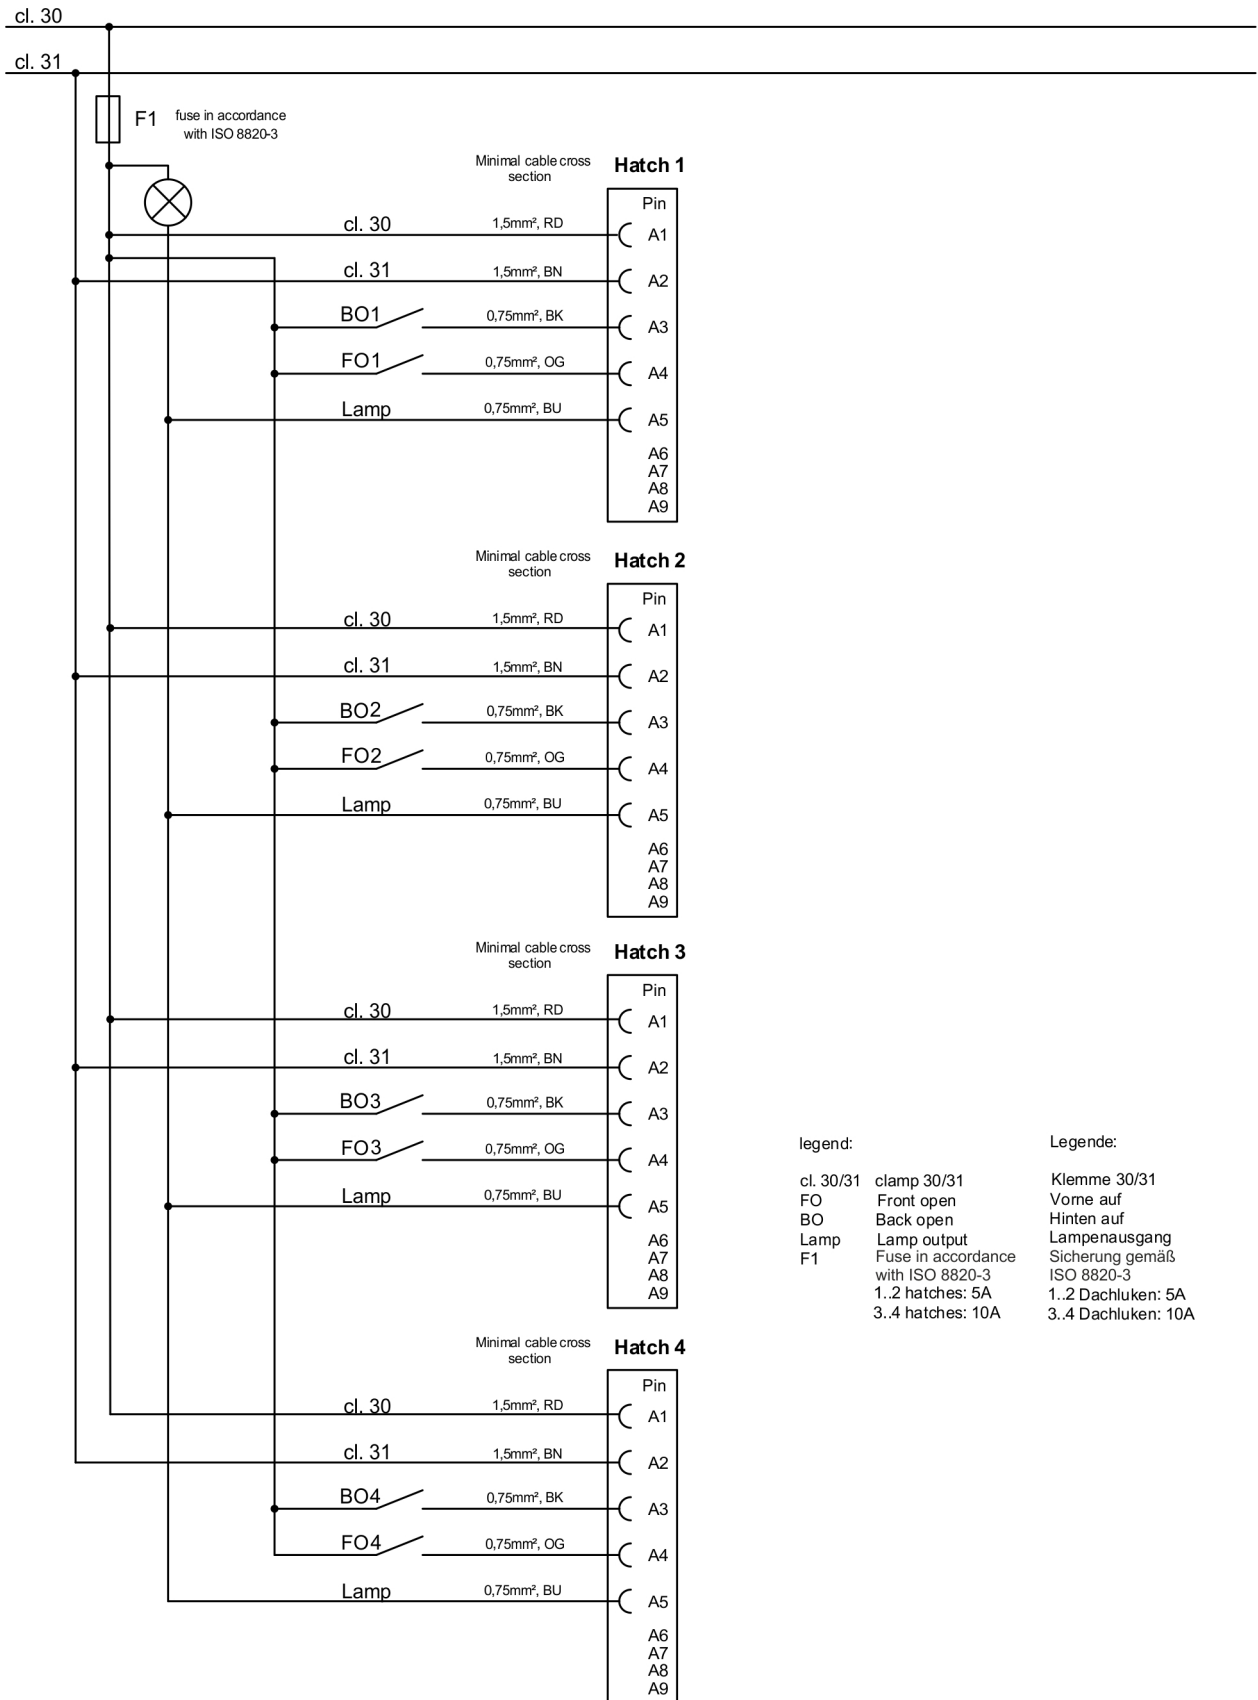 cl. 30
cl. 31
F1
fuse in accordance
with ISO 8820-3
Minimal cable cross
section
Hatch 1
Pin
cl. 30
1,5mm², RD
A1
cl. 31
1,5mm², BN
A2
BO1
0,75mm², BK
A3
FO1
0,75mm², OG
A4
Lamp
0,75mm², BU
A5
A6
A7
A8
A9
Minimal cable cross
section
Hatch 2
Pin
cl. 30
1,5mm², RD
A1
cl. 31
1,5mm², BN
A2
BO2
0,75mm², BK
A3
FO2
0,75mm², OG
A4
Lamp
0,75mm², BU
A5
A6
A7
A8
A9
Minimal cable cross
section
Hatch 3
Pin
cl. 30
1,5mm², RD
A1
cl. 31
1,5mm², BN
A2
BO3
0,75mm², BK
A3
FO3
0,75mm², OG
A4
Lamp
0,75mm², BU
A5
A6
A7
A8
A9
Minimal cable cross
section
Hatch 4
Pin
cl. 30
1,5mm², RD
A1
cl. 31
1,5mm², BN
A2
BO4
0,75mm², BK
A3
FO4
0,75mm², OG
A4
Lamp
0,75mm², BU
A5
A6
A7
A8
A9
legend:
cl. 30/31 clamp 30/31
FO Front open
BO Back open
Lamp Lamp output
F1 Fuse in accordance
with ISO 8820-3
1..2 hatches: 5A
3..4 hatches: 10A
Legende:
Klemme 30/31
Vorne auf
Hinten auf
Lampenausgang
Sicherung gemäß
ISO 8820-3
1..2 Dachluken: 5A
3..4 Dachluken: 10A